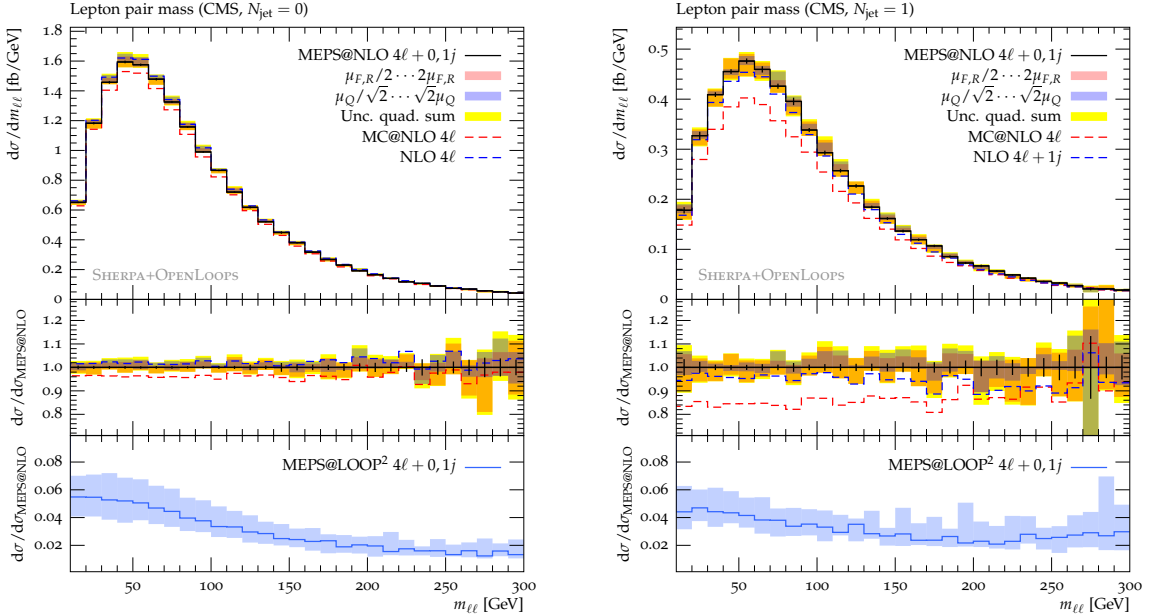 Lepton pair mass (CMS, N_jet = 0)
dσ/dm_ℓℓ [fb/GeV]
1.8
1.6
1.4
1.2
1.0
0.8
0.6
0.4
0.2
0
MEPS@NLO 4ℓ + 0, 1j
μ_F,R/2 · · · 2μ_F,R
μ_Q/√2 · · · √2μ_Q
Unc. quad. sum
MC@NLO 4ℓ
NLO 4ℓ
SHERPA+OPENLOOPS
dσ/dσ_MEPS@NLO
1.2
1.1
1.0
0.9
0.8
dσ/dσ_MEPS@NLO
0.08
0.06
0.04
0.02
MEPS@LOOP² 4ℓ + 0, 1j
50 100 150 200 250 300
m_ℓℓ [GeV]
Lepton pair mass (CMS, N_jet = 1)
dσ/dm_ℓℓ [fb/GeV]
0.5
0.4
0.3
0.2
0.1
0
MEPS@NLO 4ℓ + 0, 1j
μ_F,R/2 · · · 2μ_F,R
μ_Q/√2 · · · √2μ_Q
Unc. quad. sum
MC@NLO 4ℓ
NLO 4ℓ + 1j
SHERPA+OPENLOOPS
dσ/dσ_MEPS@NLO
1.2
1.1
1.0
0.9
0.8
dσ/dσ_MEPS@NLO
0.08
0.06
0.04
0.02
MEPS@LOOP² 4ℓ + 0, 1j
50 100 150 200 250 300
m_ℓℓ [GeV]